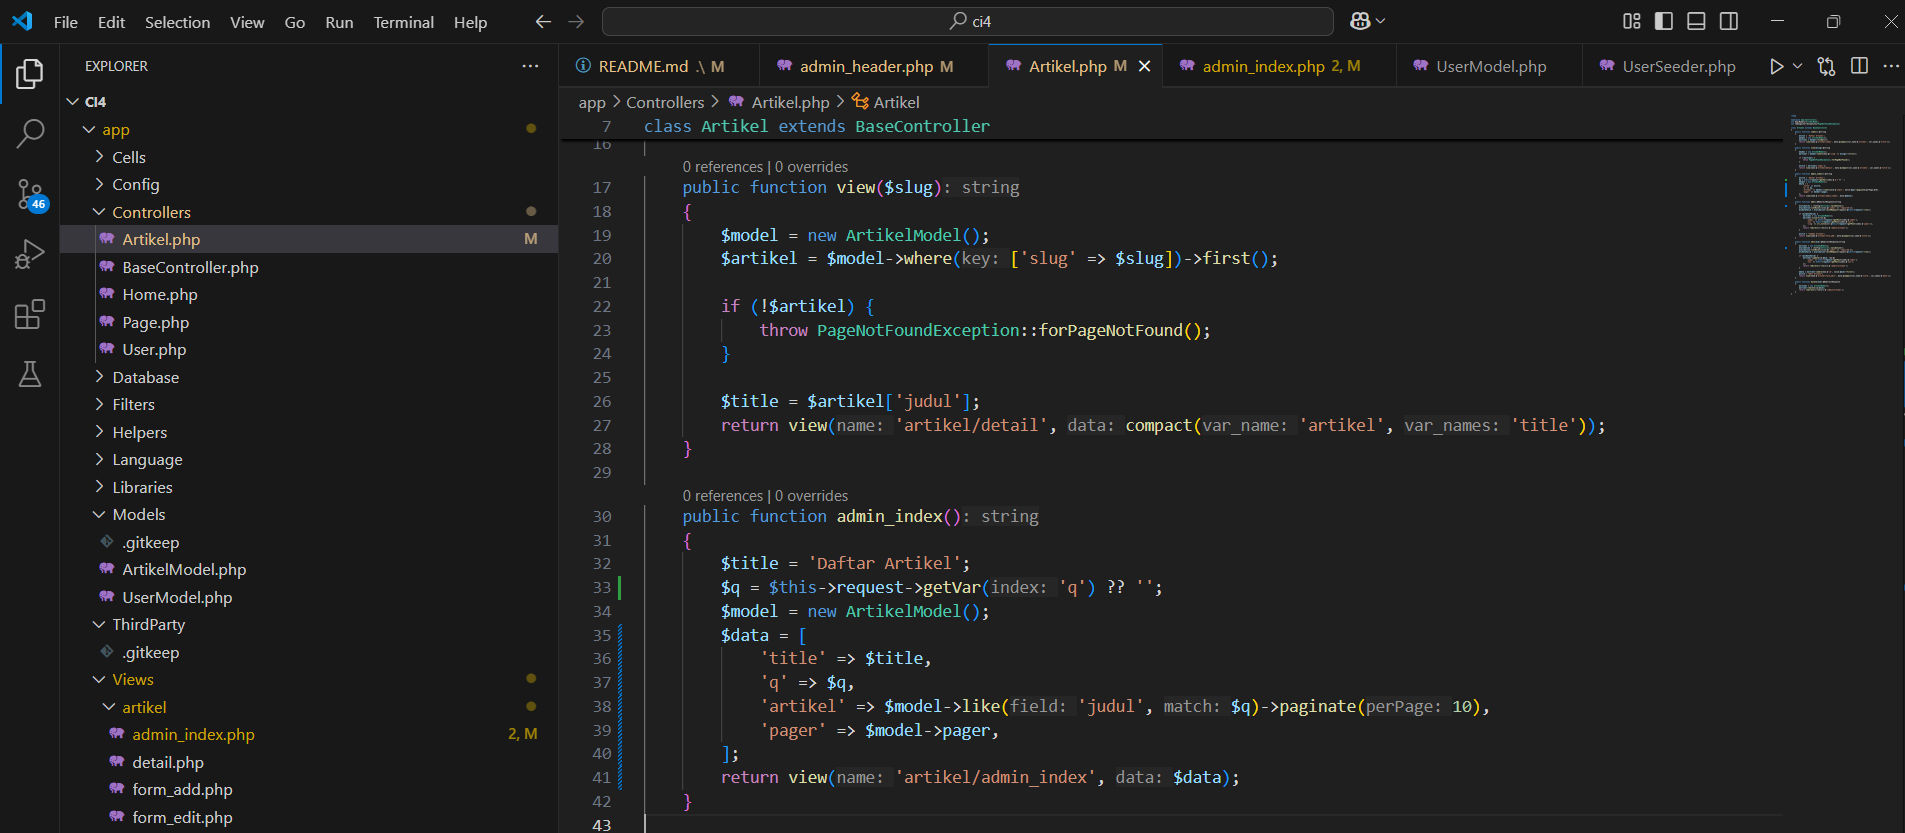 File Edit Selection View Go Run Terminal Help
ci4
EXPLORER
CI4
app
Cells
Config
Controllers
Artikel.php M
BaseController.php
Home.php
Page.php
User.php
Database
Filters
Helpers
Language
Libraries
Models
.gitkeep
ArtikelModel.php
UserModel.php
ThirdParty
.gitkeep
Views
artikel
admin_index.php 2, M
detail.php
form_add.php
form_edit.php
46
README.md .\ M
admin_header.php M
Artikel.php M
admin_index.php 2, M
UserModel.php
UserSeeder.php
app > Controllers > Artikel.php > Artikel
7 class Artikel extends BaseController
16
0 references | 0 overrides
17 public function view($slug): string
18 {
19 $model = new ArtikelModel();
20 $artikel = $model->where(key: ['slug' => $slug])->first();
21
22 if (!$artikel) {
23 throw PageNotFoundException::forPageNotFound();
24 }
25
26 $title = $artikel['judul'];
27 return view(name: 'artikel/detail', data: compact(var_name: 'artikel', var_names: 'title'));
28 }
29
0 references | 0 overrides
30 public function admin_index(): string
31 {
32 $title = 'Daftar Artikel';
33 $q = $this->request->getVar(index: 'q') ?? '';
34 $model = new ArtikelModel();
35 $data = [
36 'title' => $title,
37 'q' => $q,
38 'artikel' => $model->like(field: 'judul', match: $q)->paginate(perPage: 10),
39 'pager' => $model->pager,
40 ];
41 return view(name: 'artikel/admin_index', data: $data);
42 }
43